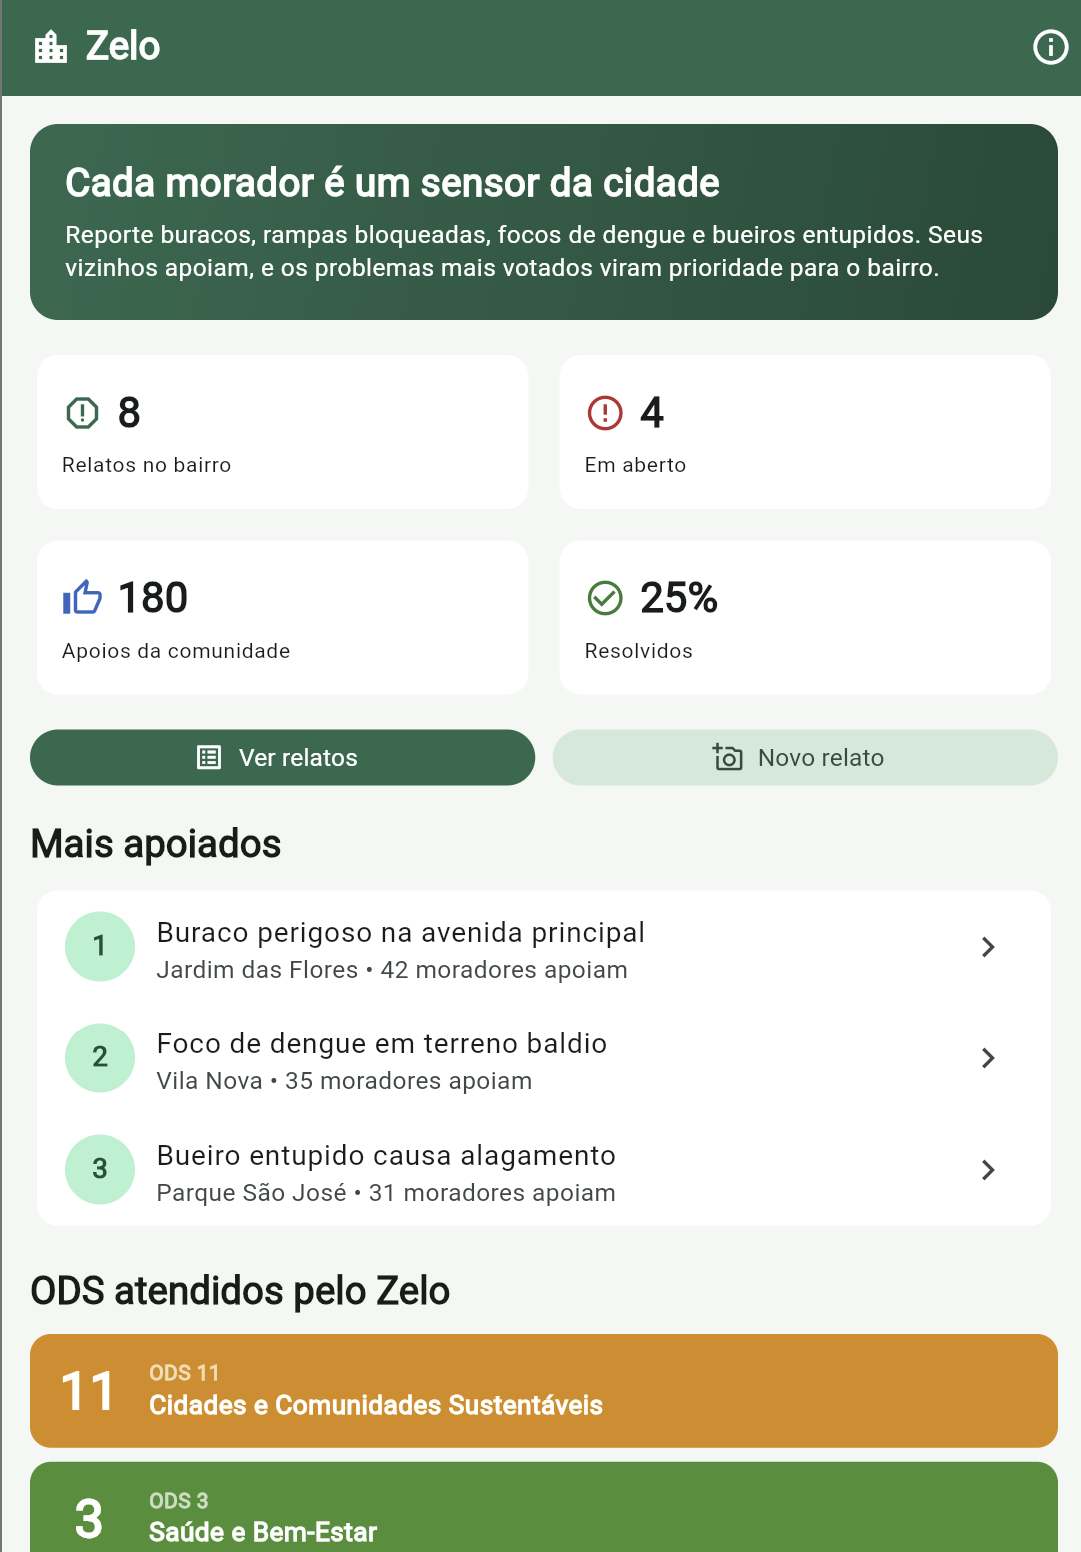 Zelo
Cada morador é um sensor da cidade
Reporte buracos, rampas bloqueadas, focos de dengue e bueiros entupidos. Seus
vizinhos apoiam, e os problemas mais votados viram prioridade para o bairro.
8
Relatos no bairro
4
Em aberto
180
Apoios da comunidade
25%
Resolvidos
Ver relatos
Novo relato
Mais apoiados
1
Buraco perigoso na avenida principal
Jardim das Flores • 42 moradores apoiam
2
Foco de dengue em terreno baldio
Vila Nova • 35 moradores apoiam
3
Bueiro entupido causa alagamento
Parque São José • 31 moradores apoiam
ODS atendidos pelo Zelo
11
ODS 11
Cidades e Comunidades Sustentáveis
3
ODS 3
Saúde e Bem-Estar